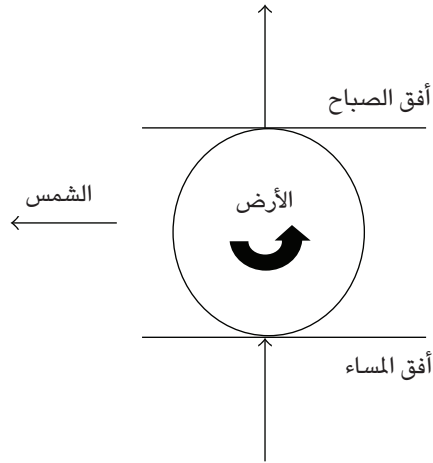 أفق الصباح
الأرض
الشمس
أفق المساء